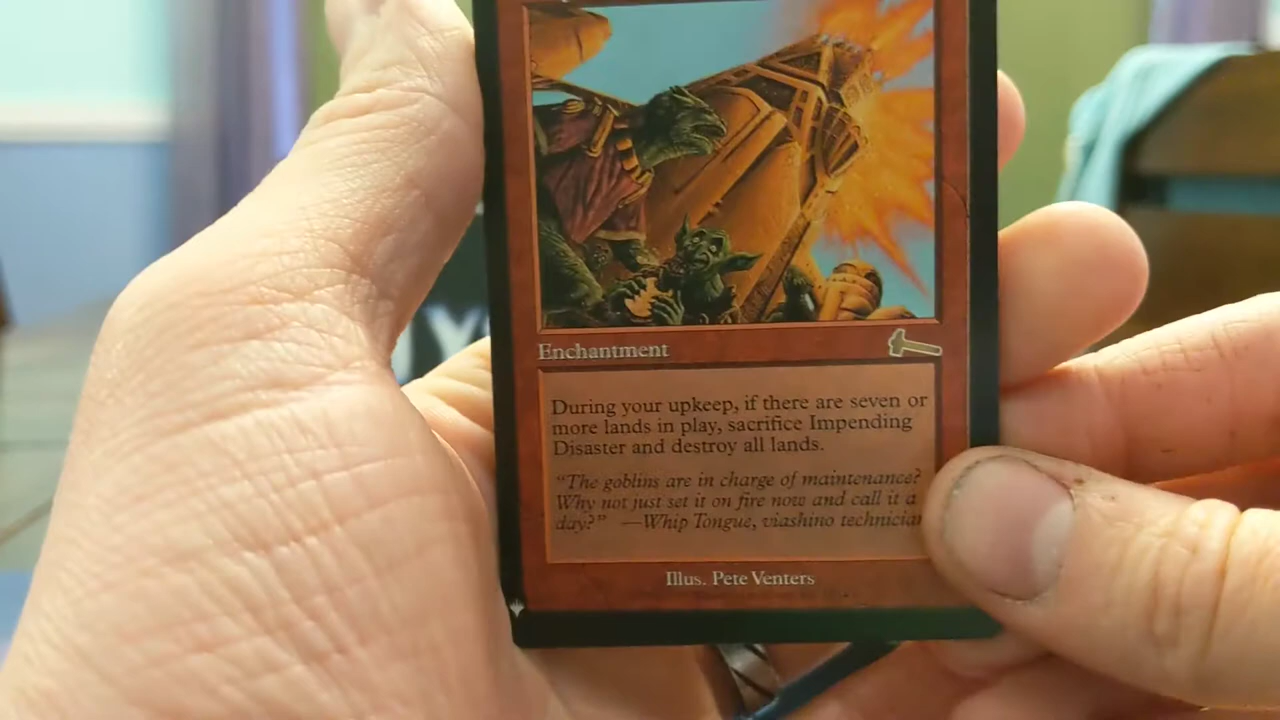 Enchantment
During your upkeep, if there are seven or
more lands in play, sacrifice Impending
Disaster and destroy all lands.
"The goblins are in charge of maintenance?
Why not just set it on fire now and call it a
day?" —Whip Tongue, viashino technician
Illus. Pete Venters